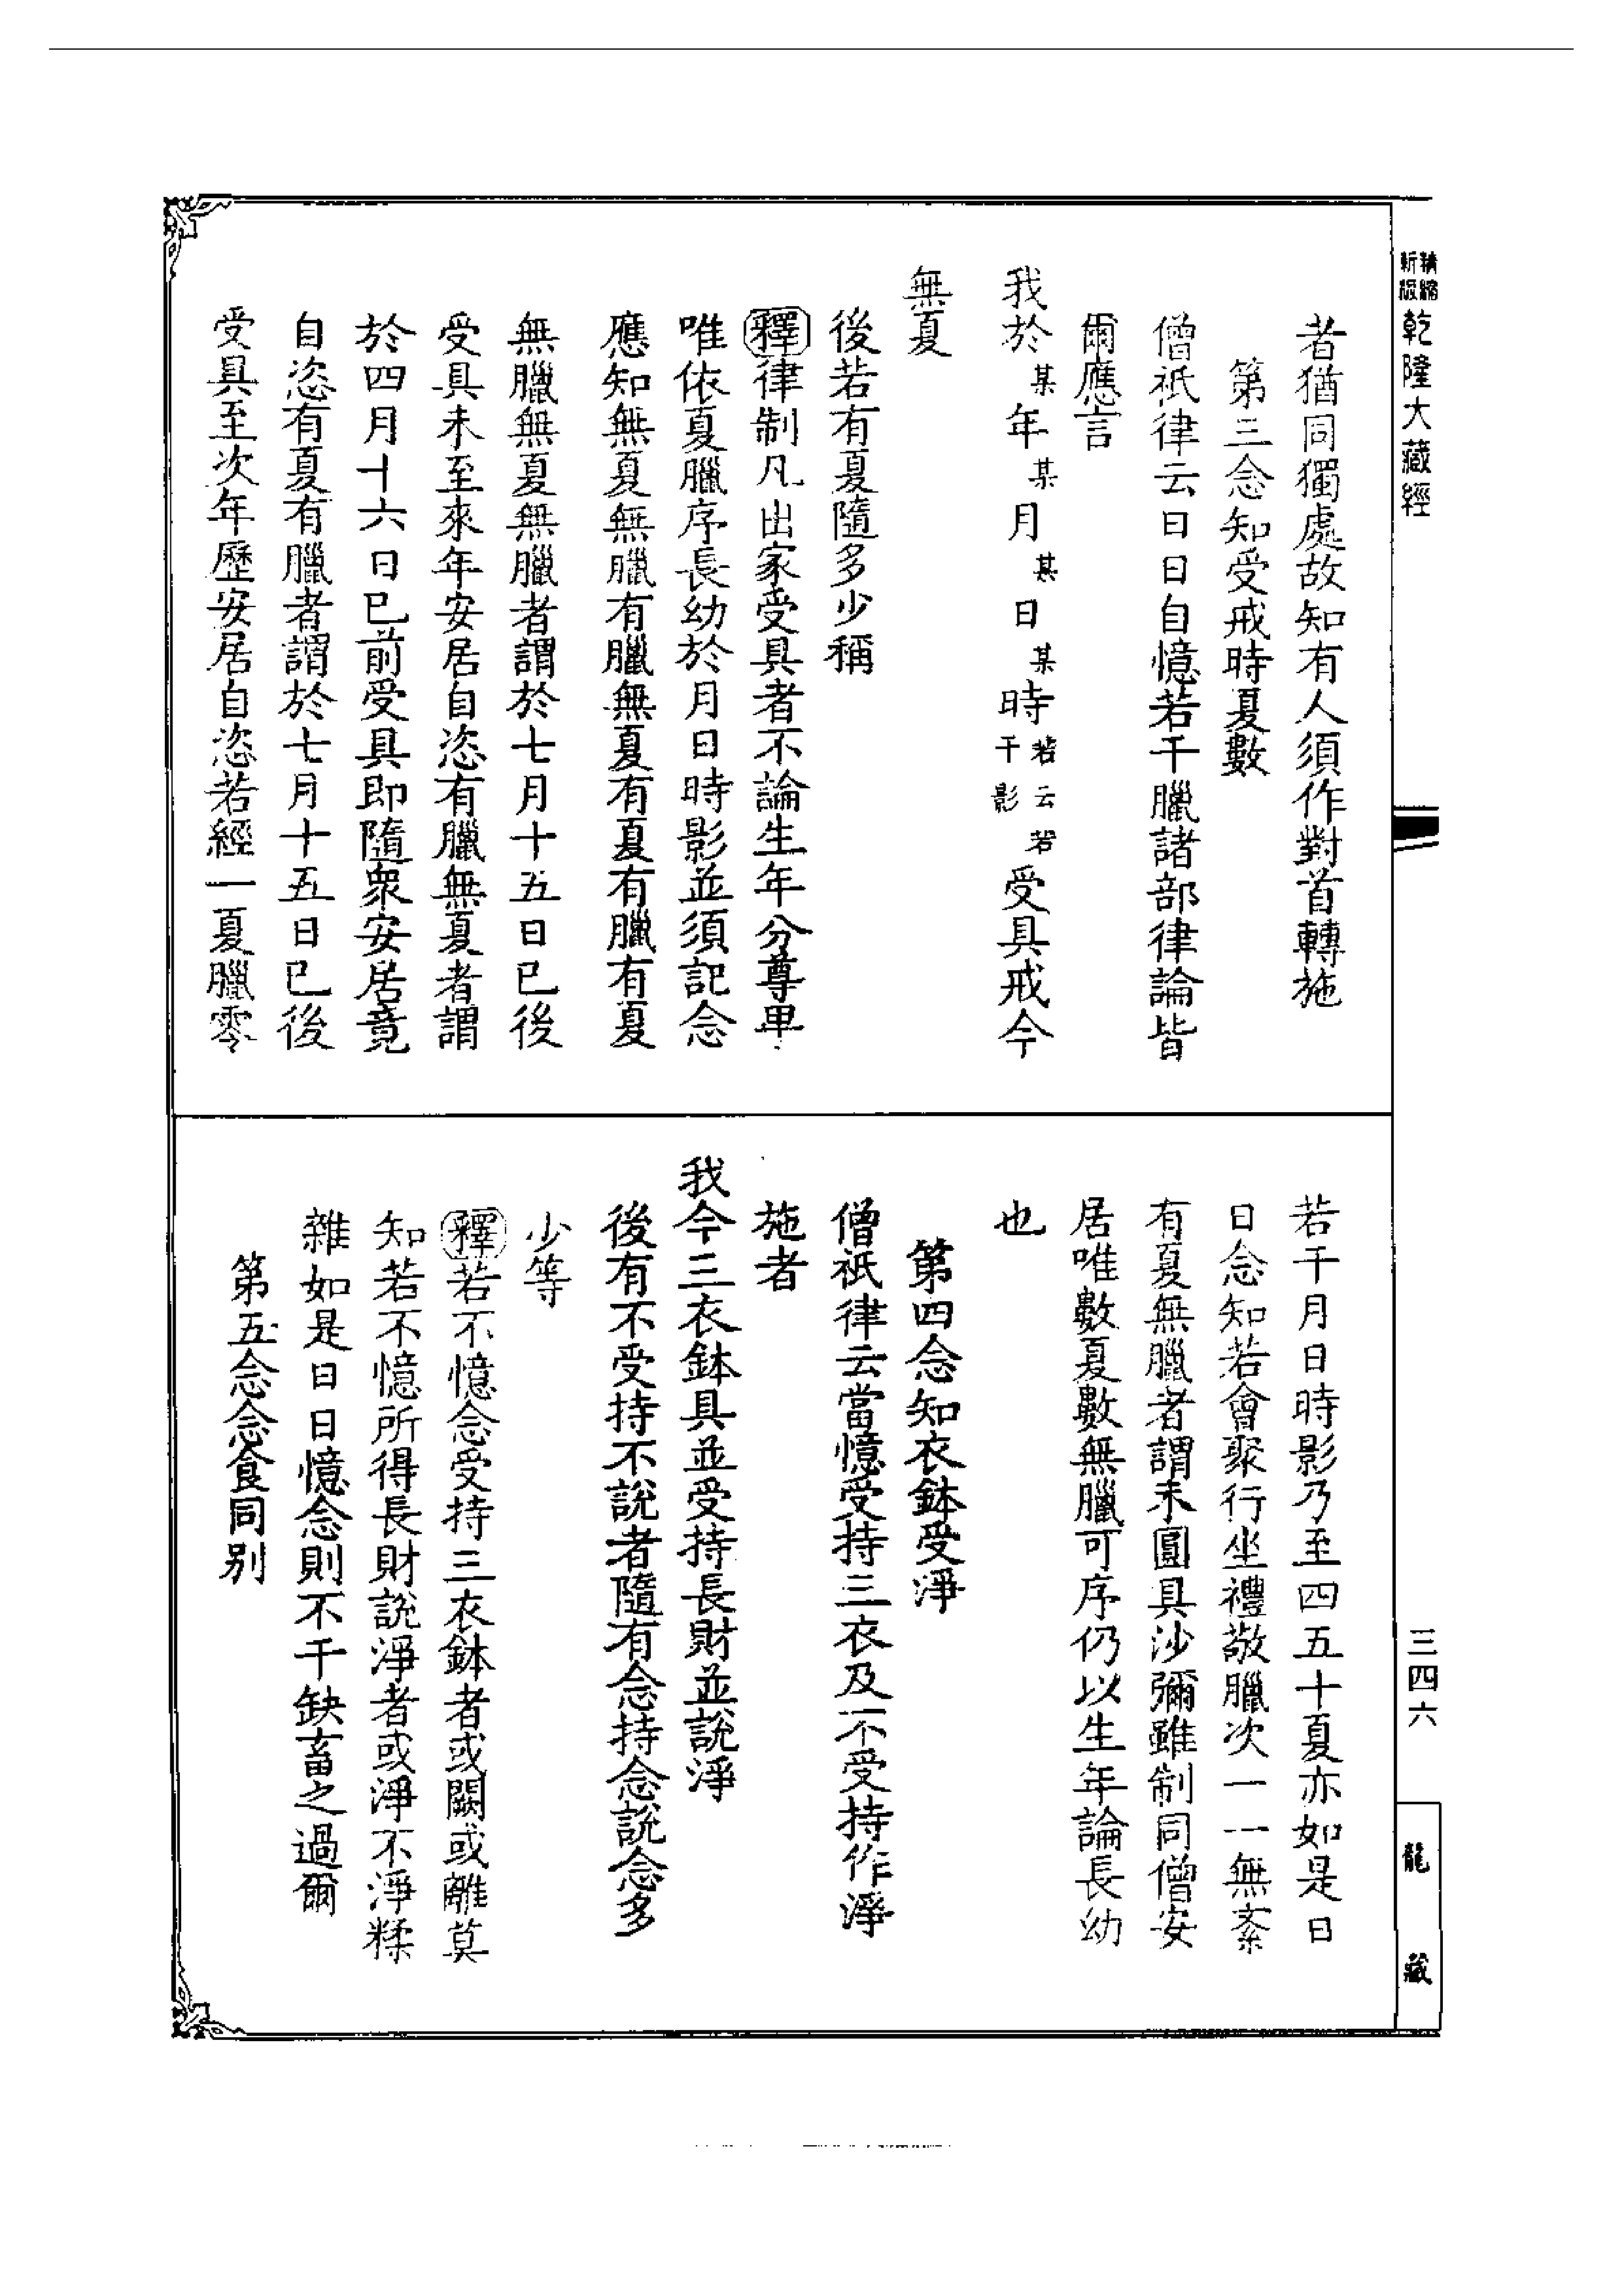 新版
精縮
乾隆大藏經
者猶同獨處故知有人須作對首轉施
第三念知受戒時夏數
僧祇律云日日自憶若干臘諸部律論皆
爾應言
我於某年某月某日某時若云若干影受具戒今
無夏
後若有夏隨多少稱
釋律制凡出家受具者不論生年分尊卑
唯依夏臘序長幼於月日時影並須記念
應知無夏無臘有臘無夏有夏有臘有夏
無臘無夏無臘者謂於七月十五日已後
受具未至來年安居自恣有臘無夏者謂
於四月十六日已前受具即隨衆安居竟
自恣有夏有臘者謂於七月十五日已後
受具至次年歷安居自恣若經一夏臘零
若干月日時影乃至四五十夏亦如是日
日念知若會聚行坐禮敬臘次一一無紊
有夏無臘者謂未圓具沙彌雖制同僧安
居唯數夏數無臘可序仍以生年論長幼
也
第四念知衣鉢受淨
僧祇律云當憶受持三衣及不受持作淨
施者
我今三衣鉢具並受持長財並說淨
後有不受持不說者隨有念持念說念多
少等
釋若不憶念受持三衣鉢者或闕或離莫
知若不憶所得長財說淨者或淨不淨糅
雜如是日日憶念則不干缺畜之過爾
第五念念食同別
三四六
龍藏